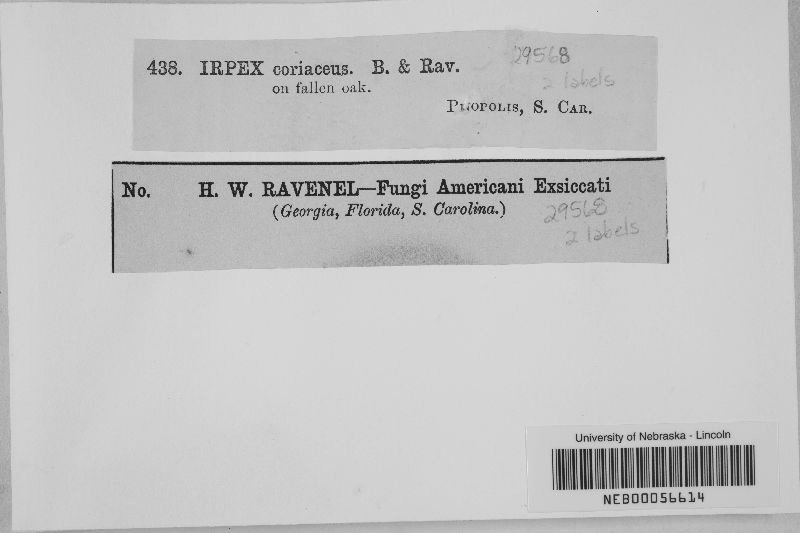 438. IRPEX coriaceus. B. & Rav.
on fallen oak.
PINOPOLIS, S. CAR.
29568
2 labels
No. H. W. RAVENEL—Fungi Americani Exsiccati
(Georgia, Florida, S. Carolina.)
29568
2 labels
University of Nebraska - Lincoln
NEB00056614